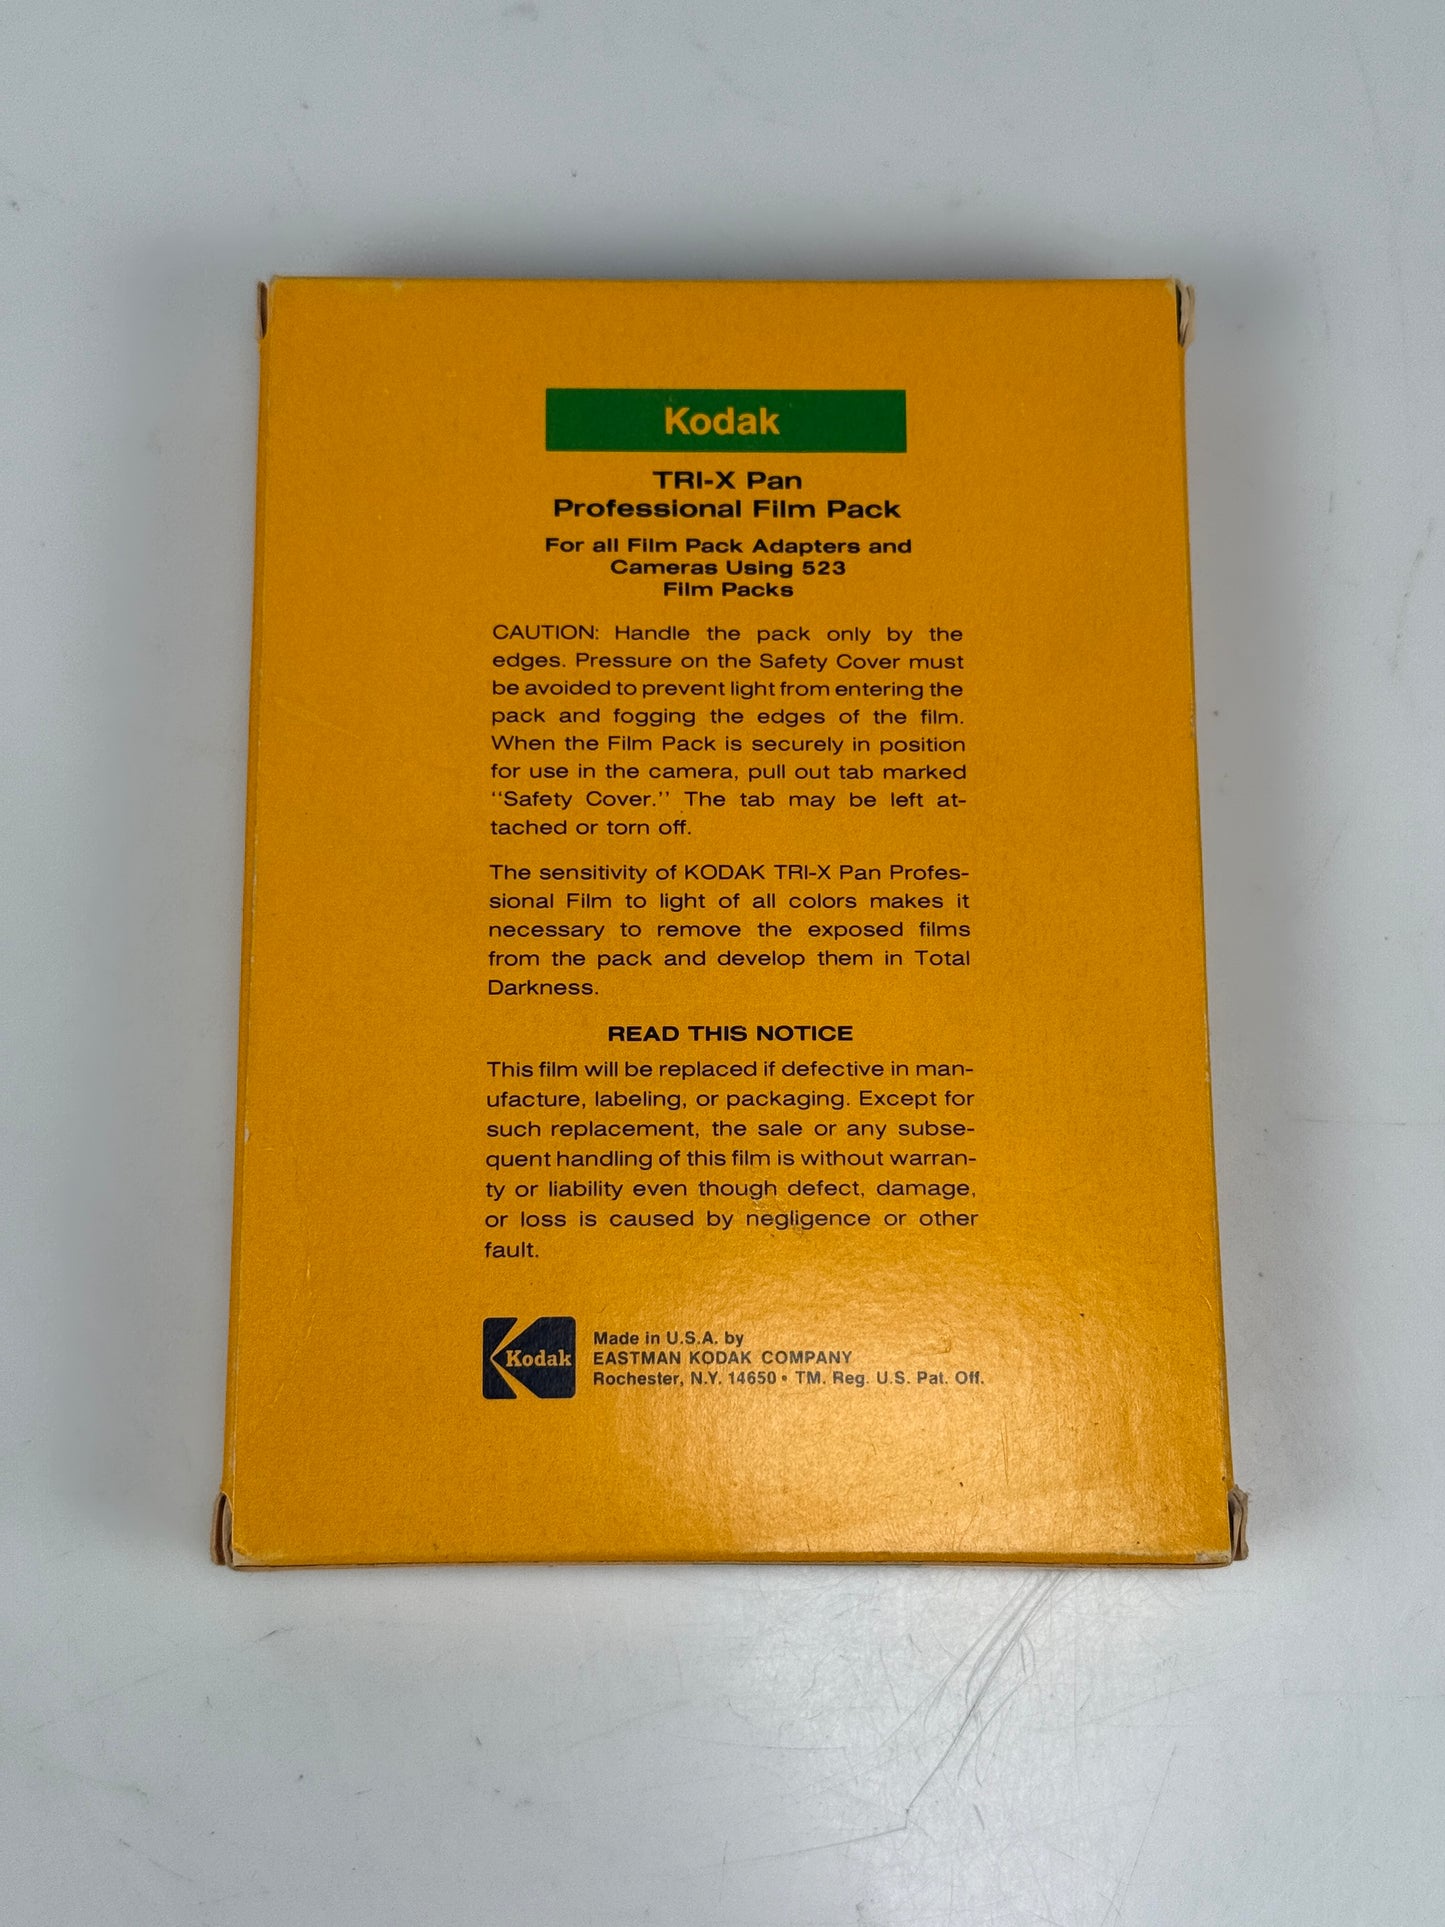 Kodak
TRI-X Pan
Professional Film Pack
For all Film Pack Adapters and
Cameras Using 523
Film Packs
CAUTION: Handle the pack only by the
edges. Pressure on the Safety Cover must
be avoided to prevent light from entering the
pack and fogging the edges of the film.
When the Film Pack is securely in position
for use in the camera, pull out tab marked
‘‘Safety Cover.’’ The tab may be left at-
tached or torn off.
The sensitivity of KODAK TRI-X Pan Profes-
sional Film to light of all colors makes it
necessary to remove the exposed films
from the pack and develop them in Total
Darkness.
READ THIS NOTICE
This film will be replaced if defective in man-
ufacture, labeling, or packaging. Except for
such replacement, the sale or any subse-
quent handling of this film is without warran-
ty or liability even though defect, damage,
or loss is caused by negligence or other
fault.
Kodak
Made in U.S.A. by
EASTMAN KODAK COMPANY
Rochester, N.Y. 14650 • TM. Reg. U.S. Pat. Off.